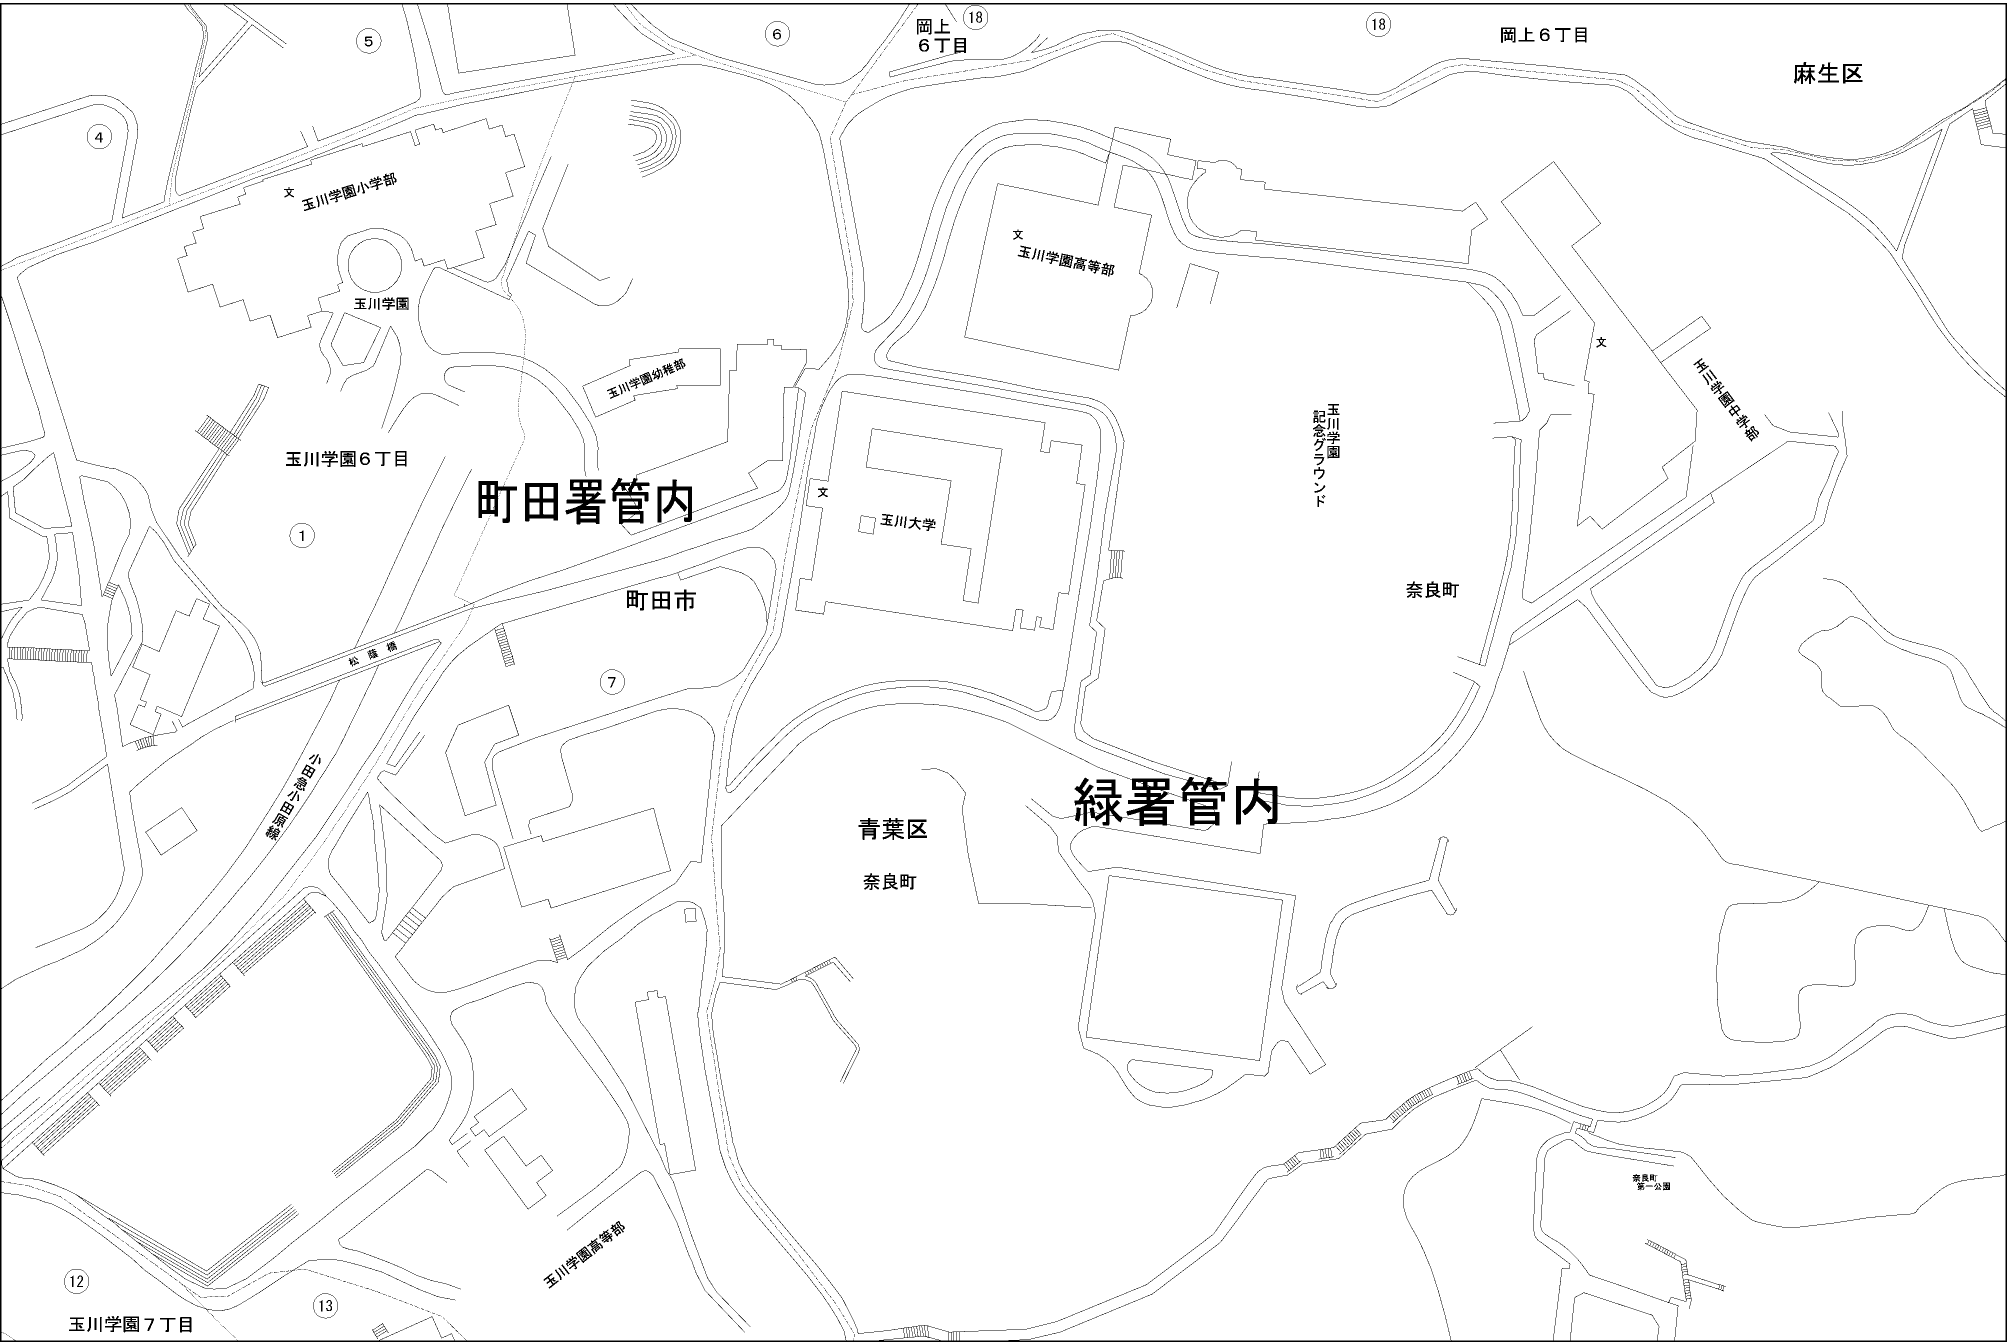 ⑤
⑥
岡上
６丁目
⑱
⑱
岡上６丁目
麻生区
④
文
玉川学園小学部
玉川学園
文
玉川学園高等部
文
玉川学園中学部
玉川学園幼稚部
玉川学園
記念グラウンド
玉川学園６丁目
町田署管内
文
玉川大学
①
町田市
奈良町
松蔭橋
⑦
小田急小田原線
緑署管内
青葉区
奈良町
奈良町
第一公園
玉川学園高等部
⑫
⑬
玉川学園７丁目